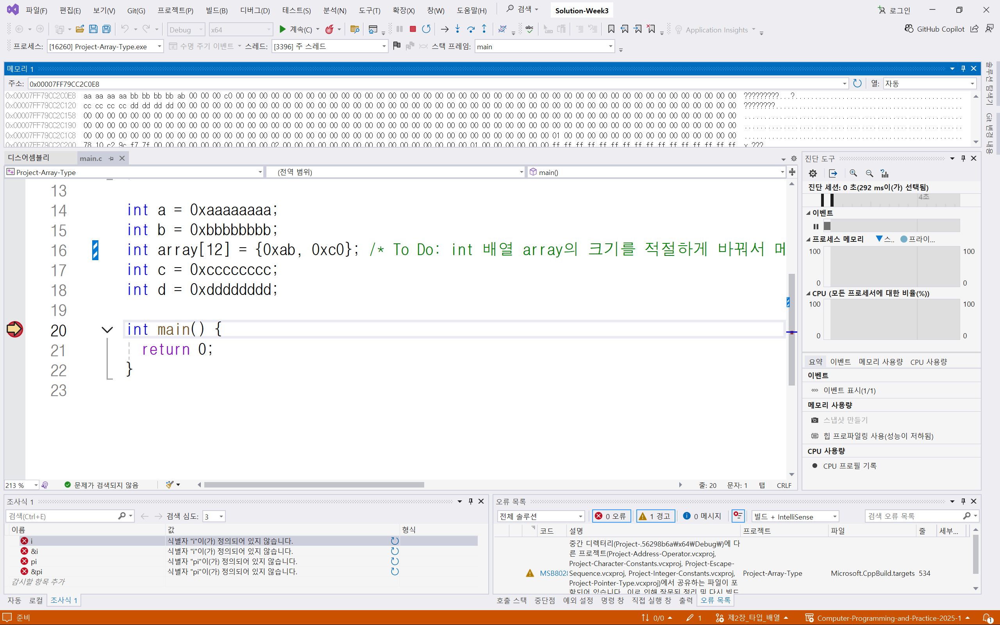 파일(F) 편집(E) 보기(V) Git(G) 프로젝트(P) 빌드(B) 디버그(D) 테스트(S) 분석(N) 도구(T) 확장(X) 창(W) 도움말(H) 검색 Solution-Week3 로그인
Debug x64 계속(C) abc Application Insights GitHub Copilot
프로세스: [16260] Project-Array-Type.exe 수명 주기 이벤트 스레드: [3396] 주 스레드 스택 프레임: main
메모리 1
주소: 0x00007FF79CC2C0E8 열: 자동
0x00007FF79CC2C0E8 aa aa aa aa bb bb bb bb ab 00 00 00 c0 00 00 00 00 00 00 00 00 00 00 00 00 00 00 00 00 00 00 00 00 00 00 00 00 00 00 00 00 00 00 00 00 00 00 00 00 00 00 00 00 00 00 00 ?????????...?...........................................
0x00007FF79CC2C120 cc cc cc cc dd dd dd dd 00 00 00 00 00 00 00 00 00 00 00 00 00 00 00 00 00 00 00 00 00 00 00 00 00 00 00 00 00 00 00 00 00 00 00 00 00 00 00 00 00 00 00 00 00 00 00 00 ????????................................................
0x00007FF79CC2C158 00 00 00 00 00 00 00 00 00 00 00 00 00 00 00 00 00 00 00 00 00 00 00 00 00 00 00 00 00 00 00 00 00 00 00 00 00 00 00 00 00 00 00 00 00 00 00 00 00 00 00 00 00 00 00 00 ........................................................
0x00007FF79CC2C190 00 00 00 00 00 00 00 00 00 00 00 00 00 00 00 00 00 00 00 00 00 00 00 00 00 00 00 00 00 00 00 00 00 00 00 00 00 00 00 00 00 00 00 00 00 00 00 00 00 00 00 00 00 00 00 00 ........................................................
0x00007FF79CC2C1C8 00 00 00 00 00 00 00 00 00 00 00 00 00 00 00 00 00 00 00 00 00 00 00 00 00 00 00 00 00 00 00 00 00 00 00 00 00 00 00 00 01 00 00 00 00 00 00 00 00 00 00 00 00 00 00 00 ........................................................
0x00007FF79CC2C200 78 10 c2 9c f7 7f 00 00 00 00 00 00 00 00 00 00 02 00 00 00 00 00 00 00 00 00 00 00 00 00 00 00 00 01 00 00 00 00 00 00 ff ff ff ff ff ff ff ff ff ff ff ff ff ff ff ff x.???
솔루션 탐색기
Git 변경 내용
디스어셈블리 main.c
Project-Array-Type (전역 범위) main()
13
14 int a = 0xaaaaaaaa;
15 int b = 0xbbbbbbbb;
16 int array[12] = {0xab, 0xc0}; /* To Do: int 배열 array의 크기를 적절하게 바꿔서 메
17 int c = 0xcccccccc;
18 int d = 0xdddddddd;
19
20 int main() {
21 return 0;
22 }
23
213 % 문제가 검색되지 않음 줄: 20 문자: 1 탭 CRLF
진단 도구
진단 세션: 0 초(292 ms이(가) 선택됨)
4초
이벤트
프로세스 메모리 스.. 프라이...
100 100
0 0
CPU (모든 프로세서에 대한 비율(%))
100 100
0 0
요약 이벤트 메모리 사용량 CPU 사용량
이벤트
이벤트 표시(1/1)
메모리 사용량
스냅샷 만들기
힙 프로파일링 사용(성능이 저하됨)
CPU 사용량
CPU 프로필 기록
조사식 1
검색(Ctrl+E) 검색 심도: 3
이름 값 형식
i 식별자 "i"이(가) 정의되어 있지 않습니다.
&i 식별자 "i"이(가) 정의되어 있지 않습니다.
pi 식별자 "pi"이(가) 정의되어 있지 않습니다.
&pi 식별자 "pi"이(가) 정의되어 있지 않습니다.
감시할 항목 추가
자동 로컬 조사식 1
오류 목록
전체 솔루션 0 오류 1 경고 0 메시지 빌드 + IntelliSense 검색 오류 목록
코드 설명 프로젝트 파일 줄 세부...
중간 디렉터리(Project-.56298b6a\x64\Debug\)에 다
른 프로젝트(Project-Address-Operator.vcxproj,
Project-Character-Constants.vcxproj, Project-Escape-
MSB8028 Sequence.vcxproj, Project-Integer-Constants.vcxproj, Project-Array-Type Microsoft.CppBuild.targets 534
Project-Pointer-Type.vcxproj)에서 공유하는 파일이 포
함되어 있습니다. 이로 인해 잘못된 정리 및 다시 빌드
호출 스택 중단점 예외 설정 명령 창 직접 실행 창 출력 오류 목록
준비 0/0 1 제2장_타입_배열 Computer-Programming-and-Practice-2025-1 1